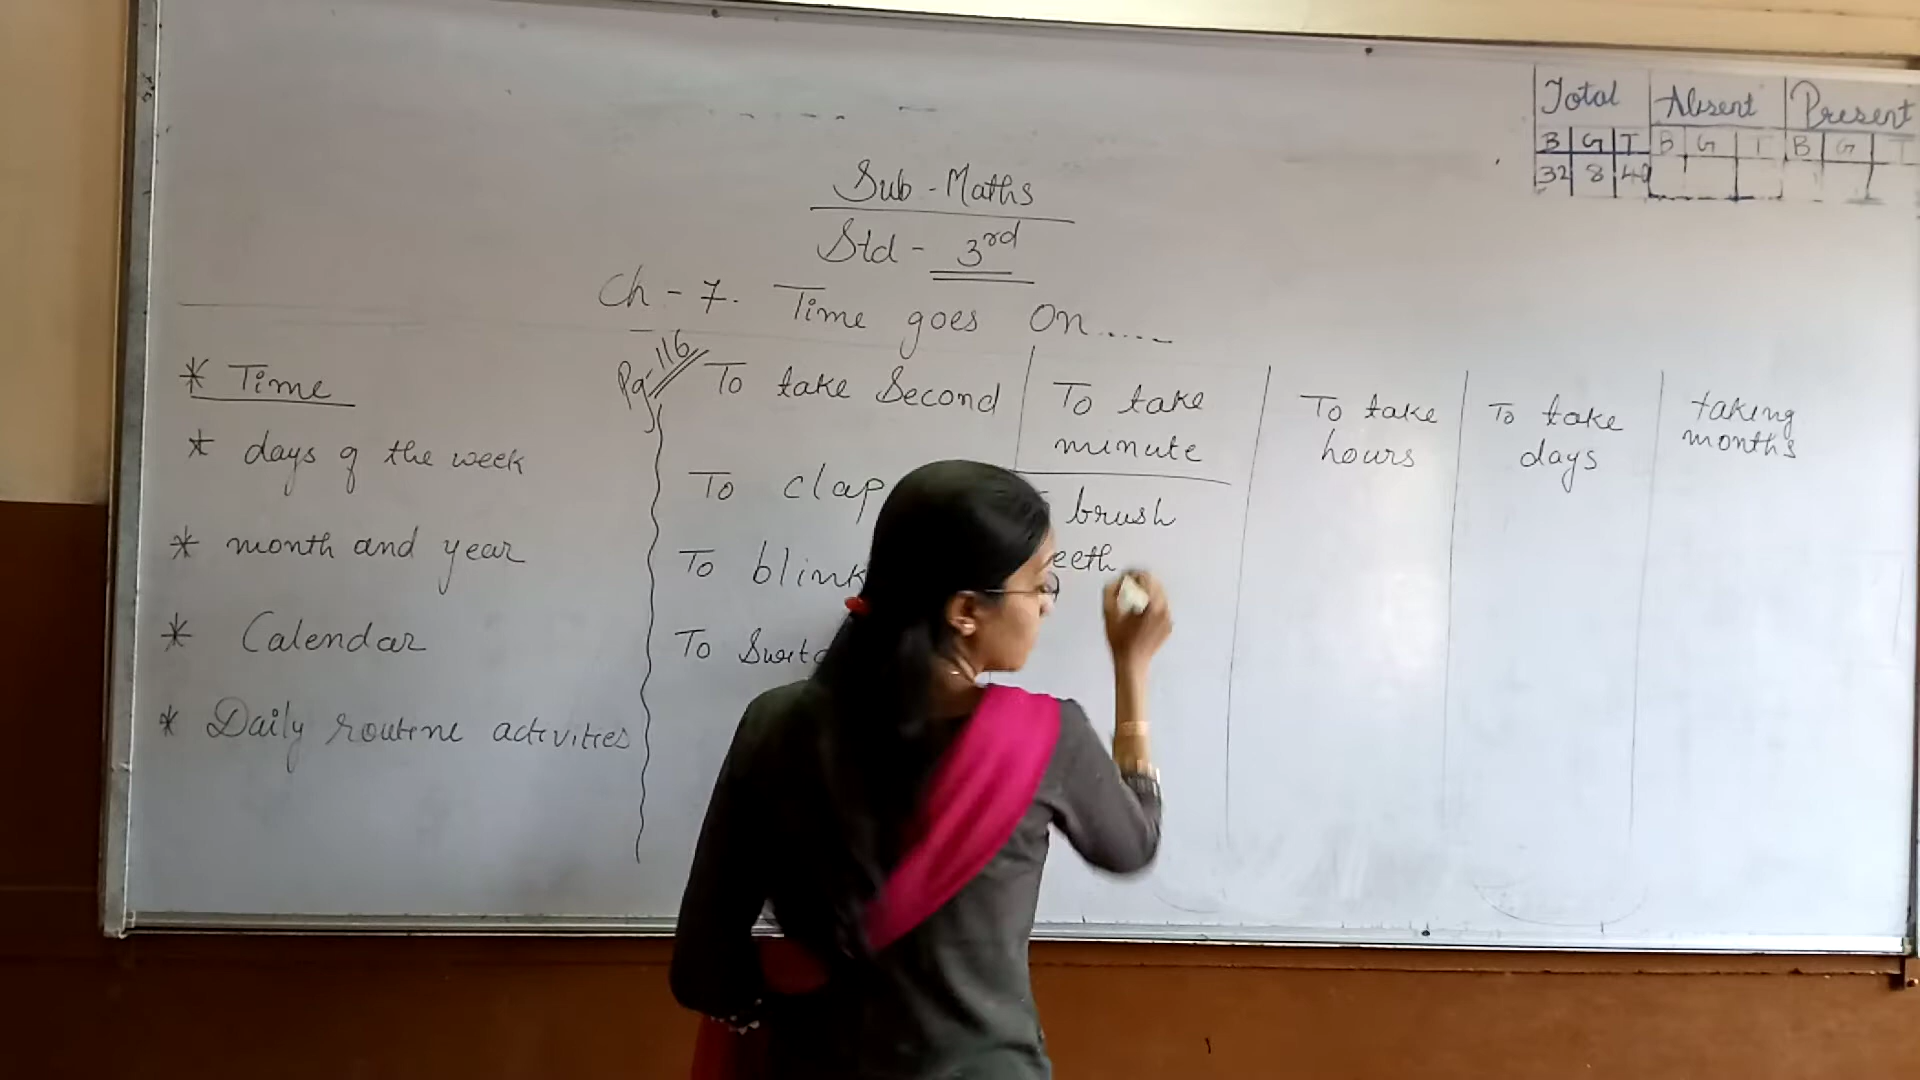 Total Absent Present
B G T B G T B G T
32 8 40
Sub - Maths
Std - 3rd
Ch - 7. Time goes on.....
Pg-116
* Time
* days of the week
* month and year
* Calendar
* Daily routine activities
To take Second
To clap
To blink
To
To take
minute
brush
To take
hours
To take
days
taking
months